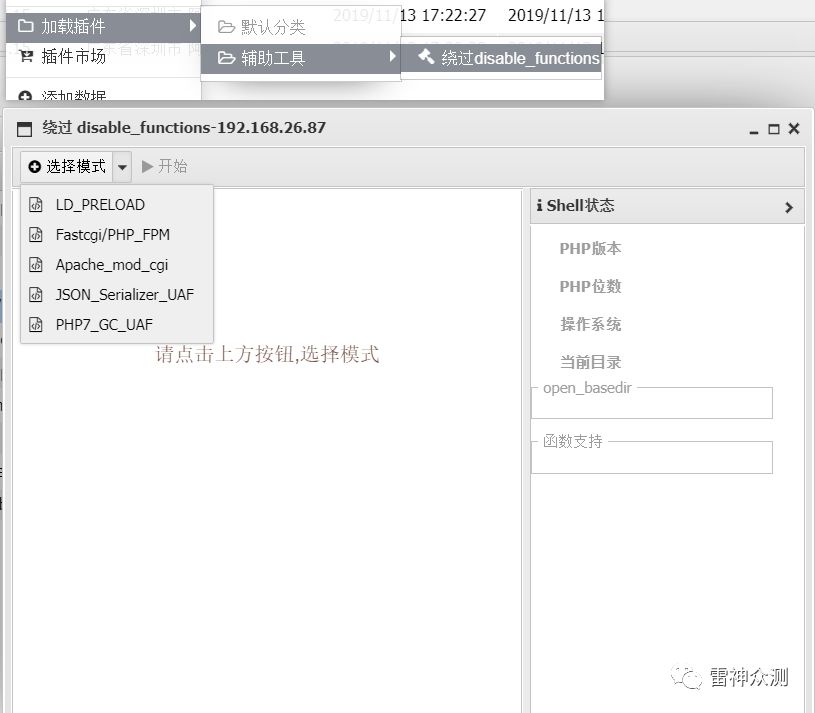 2019/11/13 17:22:27 2019/11/13 1
加载插件 默认分类
辅助工具 绕过disable_functions
插件市场
添加数据
绕过 disable_functions-192.168.26.87
选择模式 开始
LD_PRELOAD
Fastcgi/PHP_FPM
Apache_mod_cgi
JSON_Serializer_UAF
PHP7_GC_UAF
请点击上方按钮,选择模式
Shell状态
PHP版本
PHP位数
操作系统
当前目录
open_basedir
函数支持
雷神众测